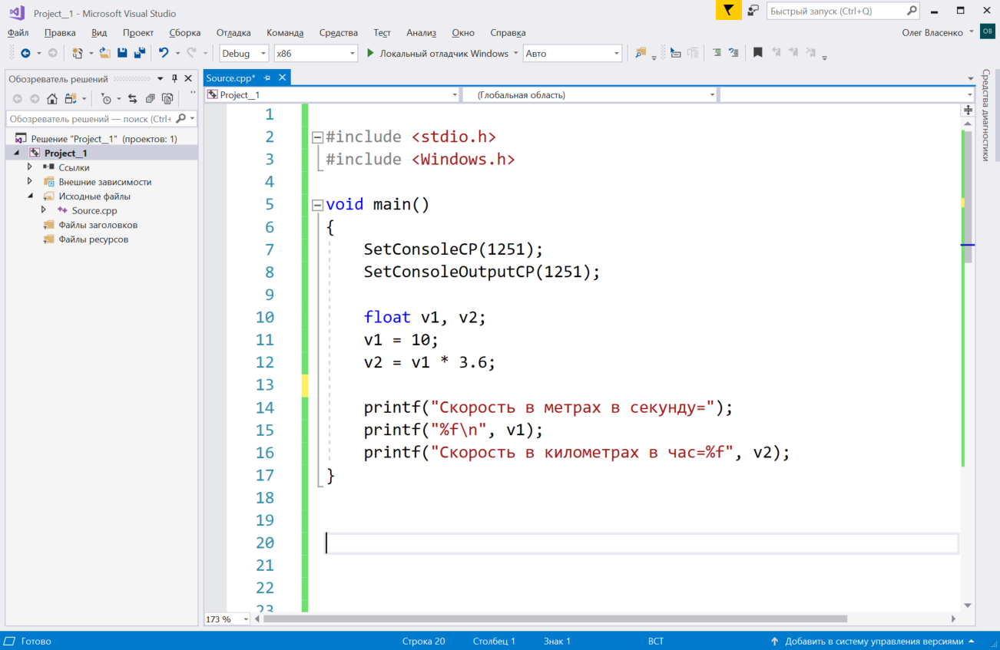 Project__1 - Microsoft Visual Studio
Быстрый запуск (Ctrl+Q)
Файл Правка Вид Проект Сборка Отладка Команда Средства Тест Анализ Окно Справка
Олег Власенко ОВ
Debug x86 Локальный отладчик Windows Авто
Обозреватель решений
Обозреватель решений — поиск (Ctrl+
Решение "Project__1" (проектов: 1)
Project__1
Ссылки
Внешние зависимости
Исходные файлы
Source.cpp
Файлы заголовков
Файлы ресурсов
Source.cpp*
Project__1 (Глобальная область)
1
2 #include <stdio.h>
3 #include <Windows.h>
4
5 void main()
6 {
7 SetConsoleCP(1251);
8 SetConsoleOutputCP(1251);
9
10 float v1, v2;
11 v1 = 10;
12 v2 = v1 * 3.6;
13
14 printf("Скорость в метрах в секунду=");
15 printf("%f\n", v1);
16 printf("Скорость в километрах в час=%f", v2);
17 }
18
19
20
21
22
23
173 %
Средства диагностики
Готово Строка 20 Столбец 1 Знак 1 ВСТ Добавить в систему управления версиями